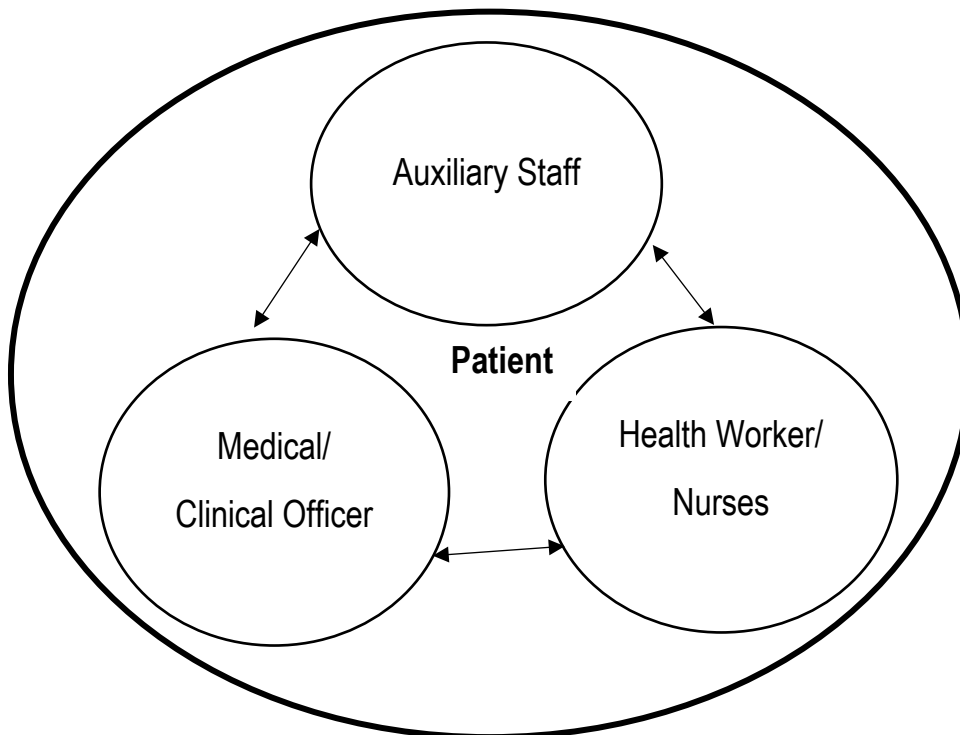 Auxiliary Staff
Patient
Medical/
Clinical Officer
Health Worker/
Nurses